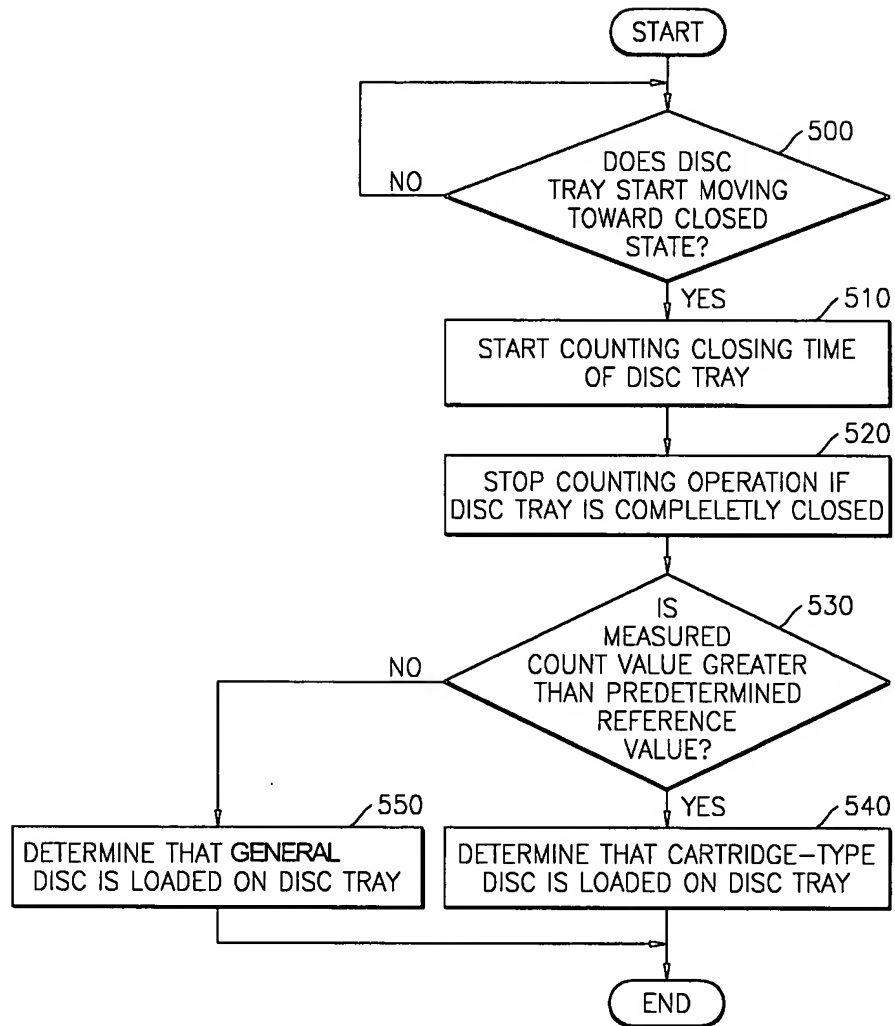 START
500
DOES DISC
TRAY START MOVING
TOWARD CLOSED
STATE?
NO
YES
510
START COUNTING CLOSING TIME
OF DISC TRAY
520
STOP COUNTING OPERATION IF
DISC TRAY IS COMPLELETLY CLOSED
530
IS
MEASURED
COUNT VALUE GREATER
THAN PREDETERMINED
REFERENCE
VALUE?
NO
YES
550
DETERMINE THAT GENERAL
DISC IS LOADED ON DISC TRAY
540
DETERMINE THAT CARTRIDGE-TYPE
DISC IS LOADED ON DISC TRAY
END